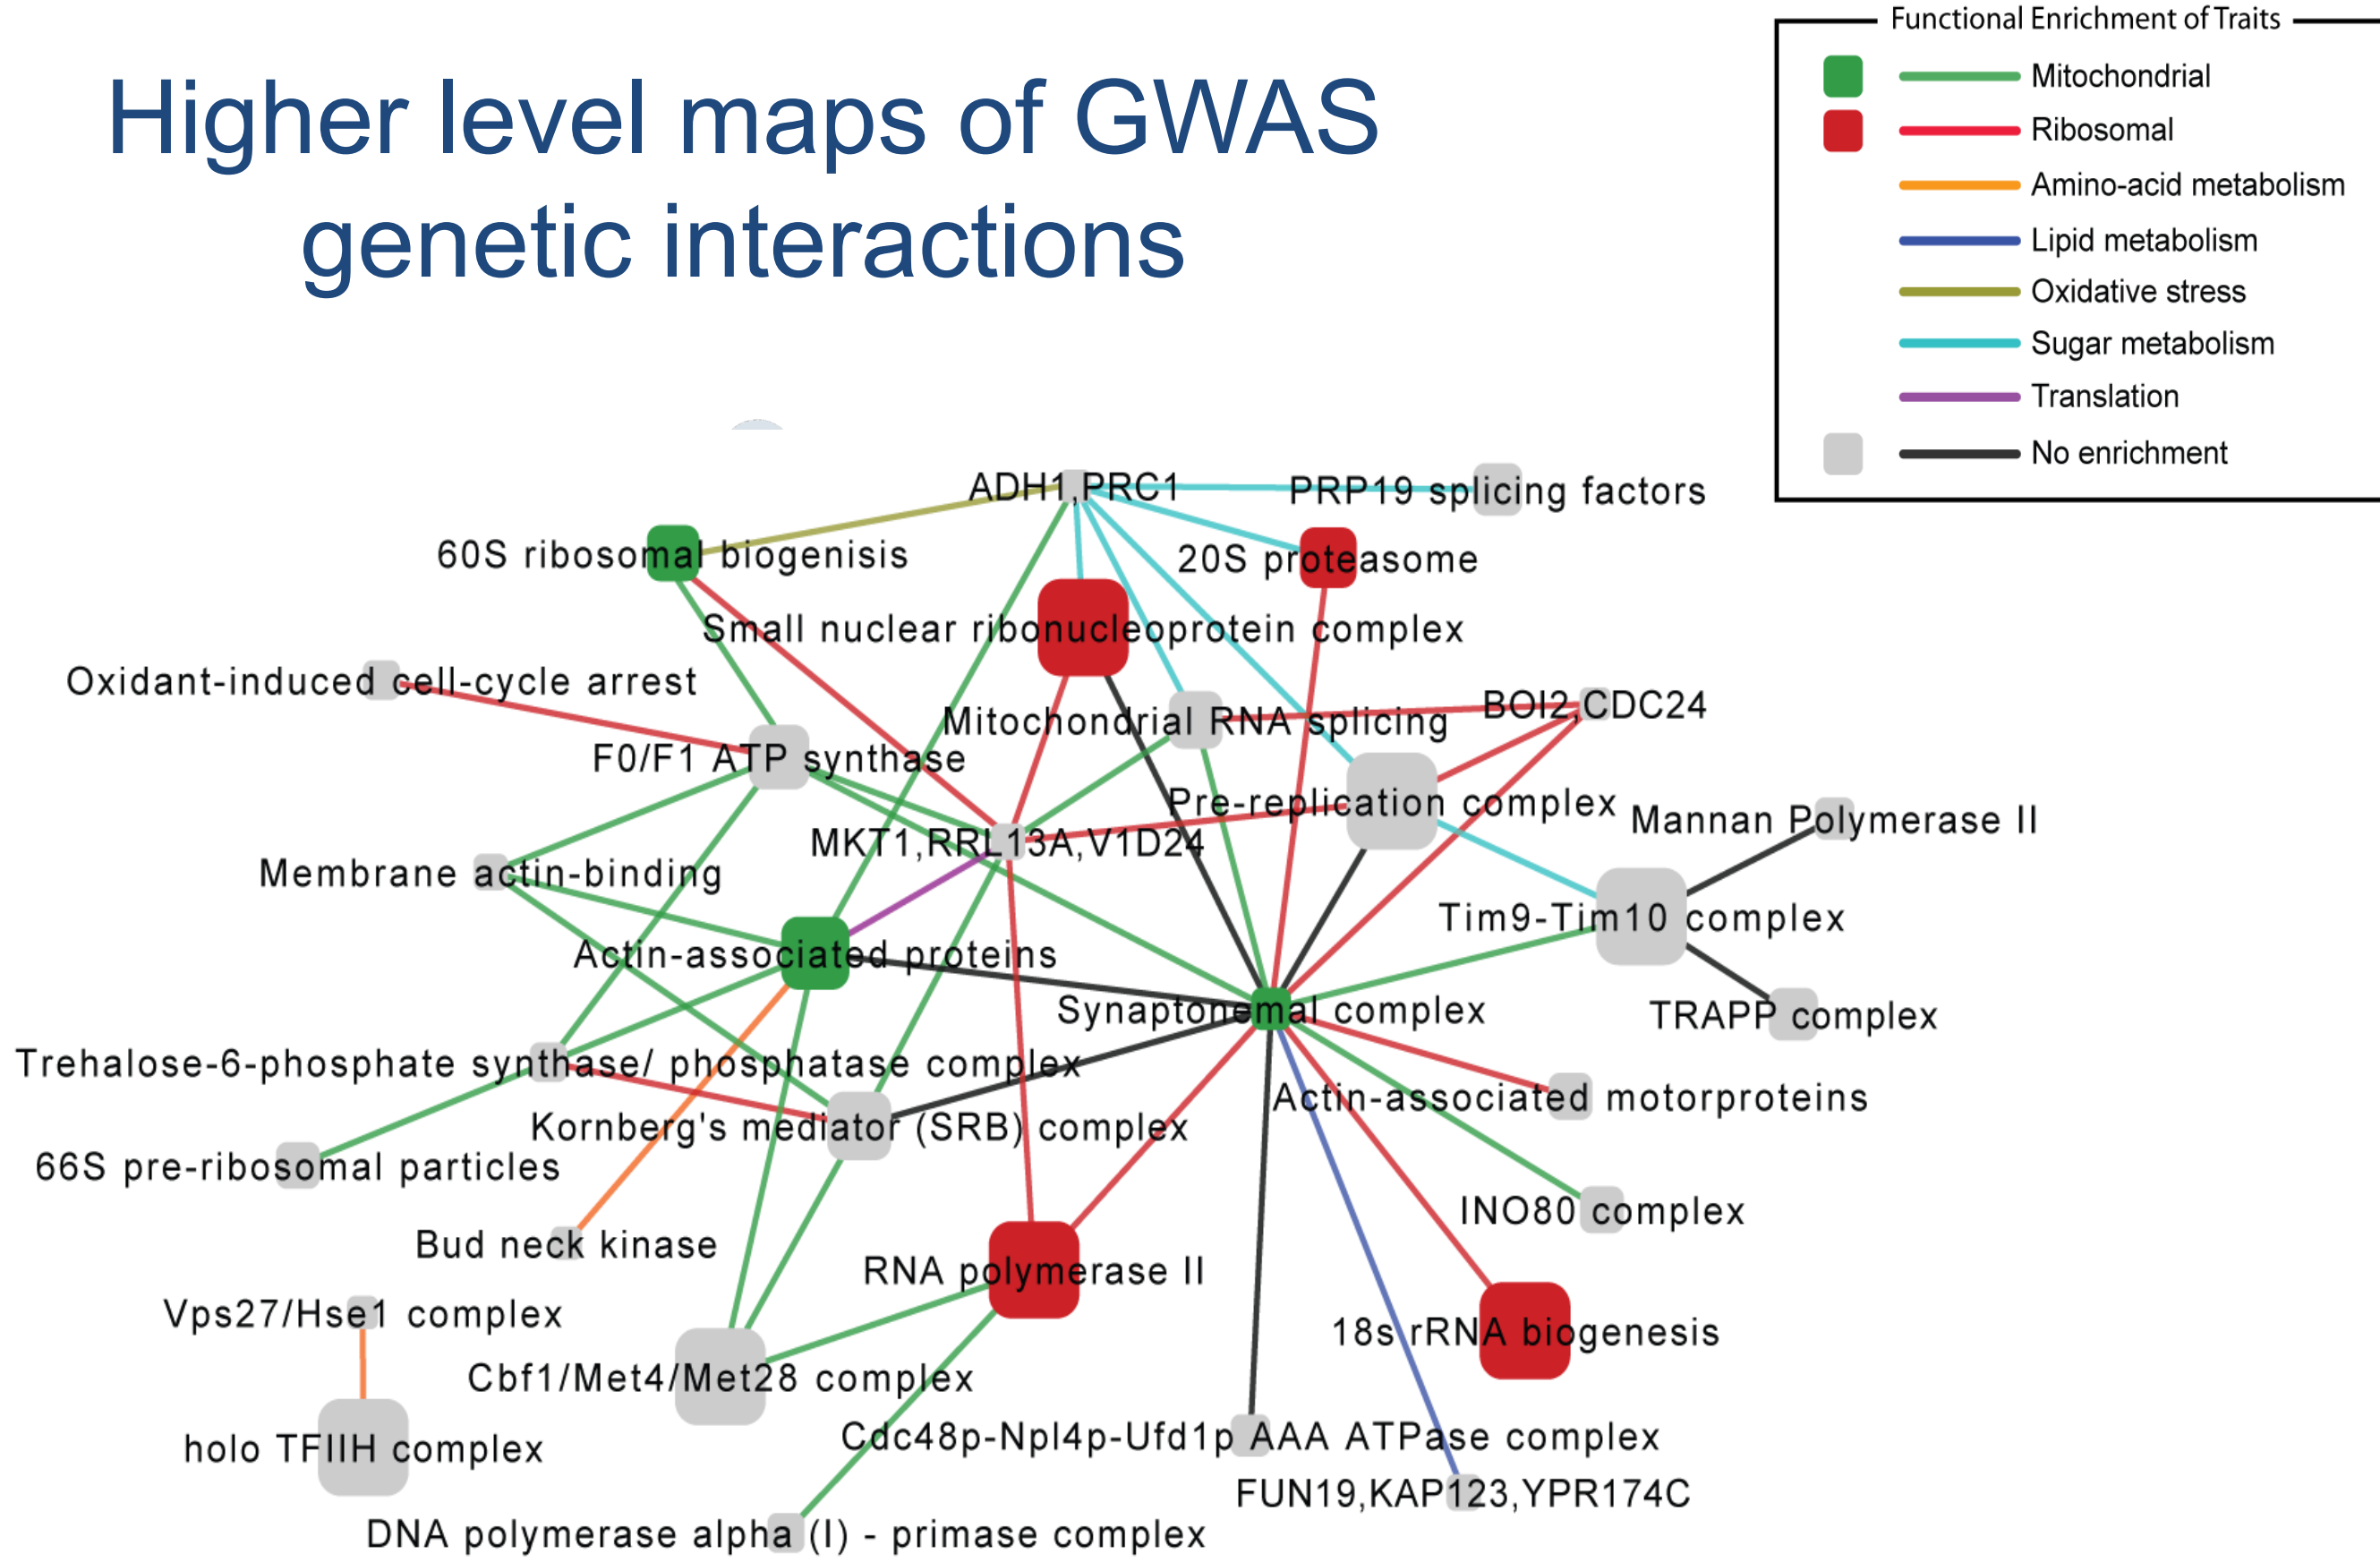 Higher level maps of GWAS
genetic interactions
Functional Enrichment of Traits
Mitochondrial
Ribosomal
Amino-acid metabolism
Lipid metabolism
Oxidative stress
Sugar metabolism
Translation
No enrichment
ADH1,PRC1
PRP19 splicing factors
60S ribosomal biogenisis
20S proteasome
Small nuclear ribonucleoprotein complex
Oxidant-induced cell-cycle arrest
Mitochondrial RNA splicing
BOI2,CDC24
F0/F1 ATP synthase
Pre-replication complex
Mannan Polymerase II
MKT1,RRL13A,V1D24
Membrane actin-binding
Tim9-Tim10 complex
Actin-associated proteins
Synaptonemal complex
TRAPP complex
Trehalose-6-phosphate synthase/ phosphatase complex
Actin-associated motorproteins
Kornberg's mediator (SRB) complex
66S pre-ribosomal particles
INO80 complex
Bud neck kinase
RNA polymerase II
Vps27/Hse1 complex
18s rRNA biogenesis
Cbf1/Met4/Met28 complex
Cdc48p-Npl4p-Ufd1p AAA ATPase complex
holo TFIIH complex
FUN19,KAP123,YPR174C
DNA polymerase alpha (I) - primase complex